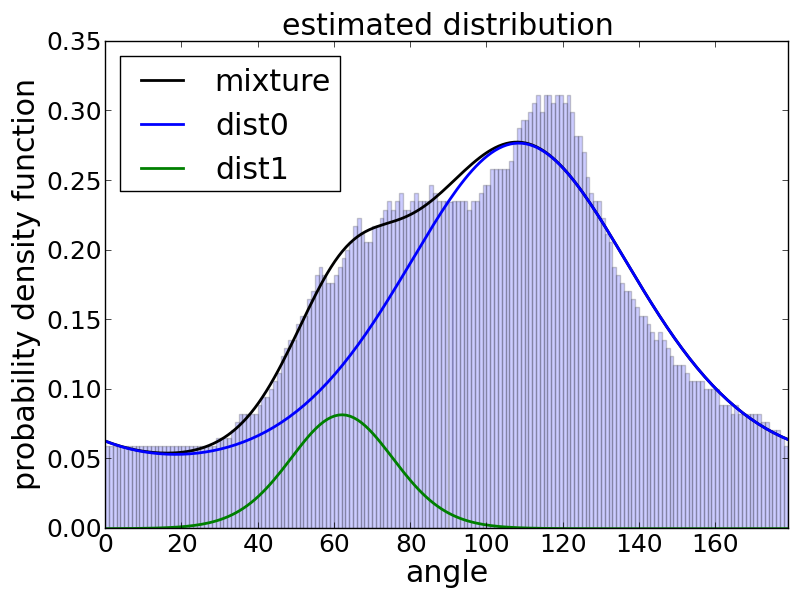 estimated distribution
0.35
0.30
0.25
0.20
0.15
0.10
0.05
0.00
probability density function
mixture
dist0
dist1
0 20 40 60 80 100 120 140 160
angle